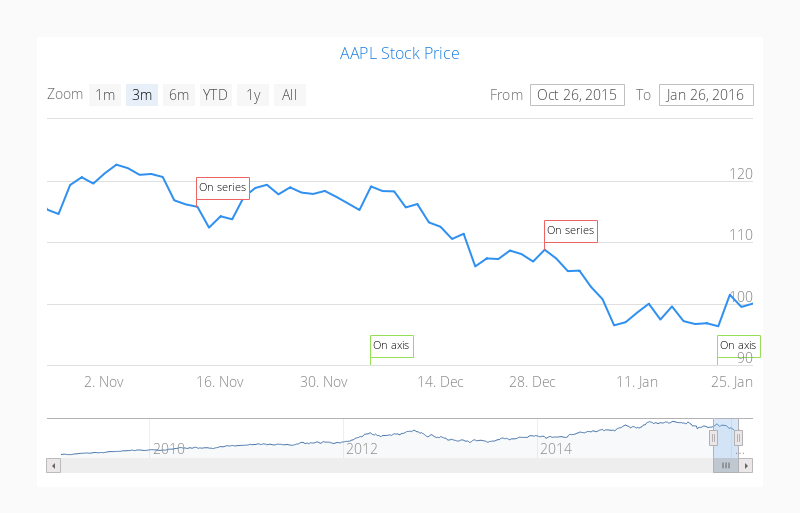 AAPL Stock Price
Zoom 1m 3m 6m YTD 1y All From Oct 26, 2015 To Jan 26, 2016
120
On series
On series
110
100
On axis
On axis
90
2. Nov 16. Nov 30. Nov 14. Dec 28. Dec 11. Jan 25. Jan
2010 2012 2014 ...